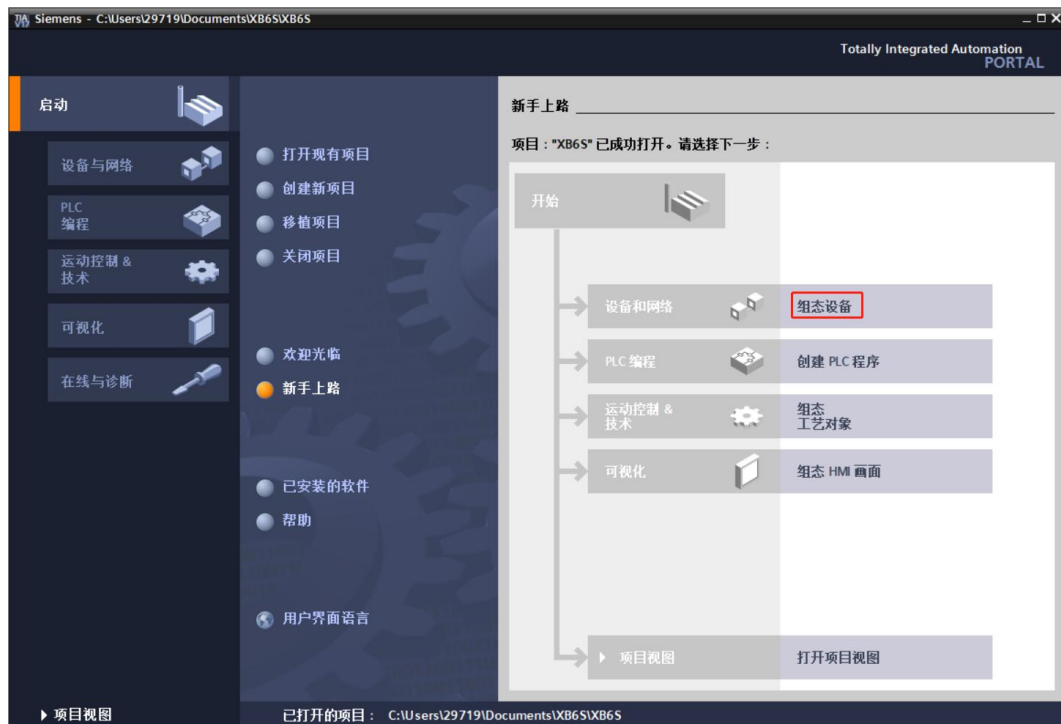 Siemens - C:\Users\29719\Documents\XB6S\XB6S
Totally Integrated Automation
PORTAL
启动
设备与网络
PLC
编程
运动控制 &
技术
可视化
在线与诊断
打开现有项目
创建新项目
移植项目
关闭项目
欢迎光临
新手上路
已安装的软件
帮助
用户界面语言
新手上路
项目："XB6S" 已成功打开。请选择下一步：
开始
设备和网络
组态设备
PLC 编程
创建 PLC 程序
运动控制 &
技术
组态
工艺对象
可视化
组态 HMI 画面
项目视图
打开项目视图
项目视图
已打开的项目： C:\Users\29719\Documents\XB6S\XB6S